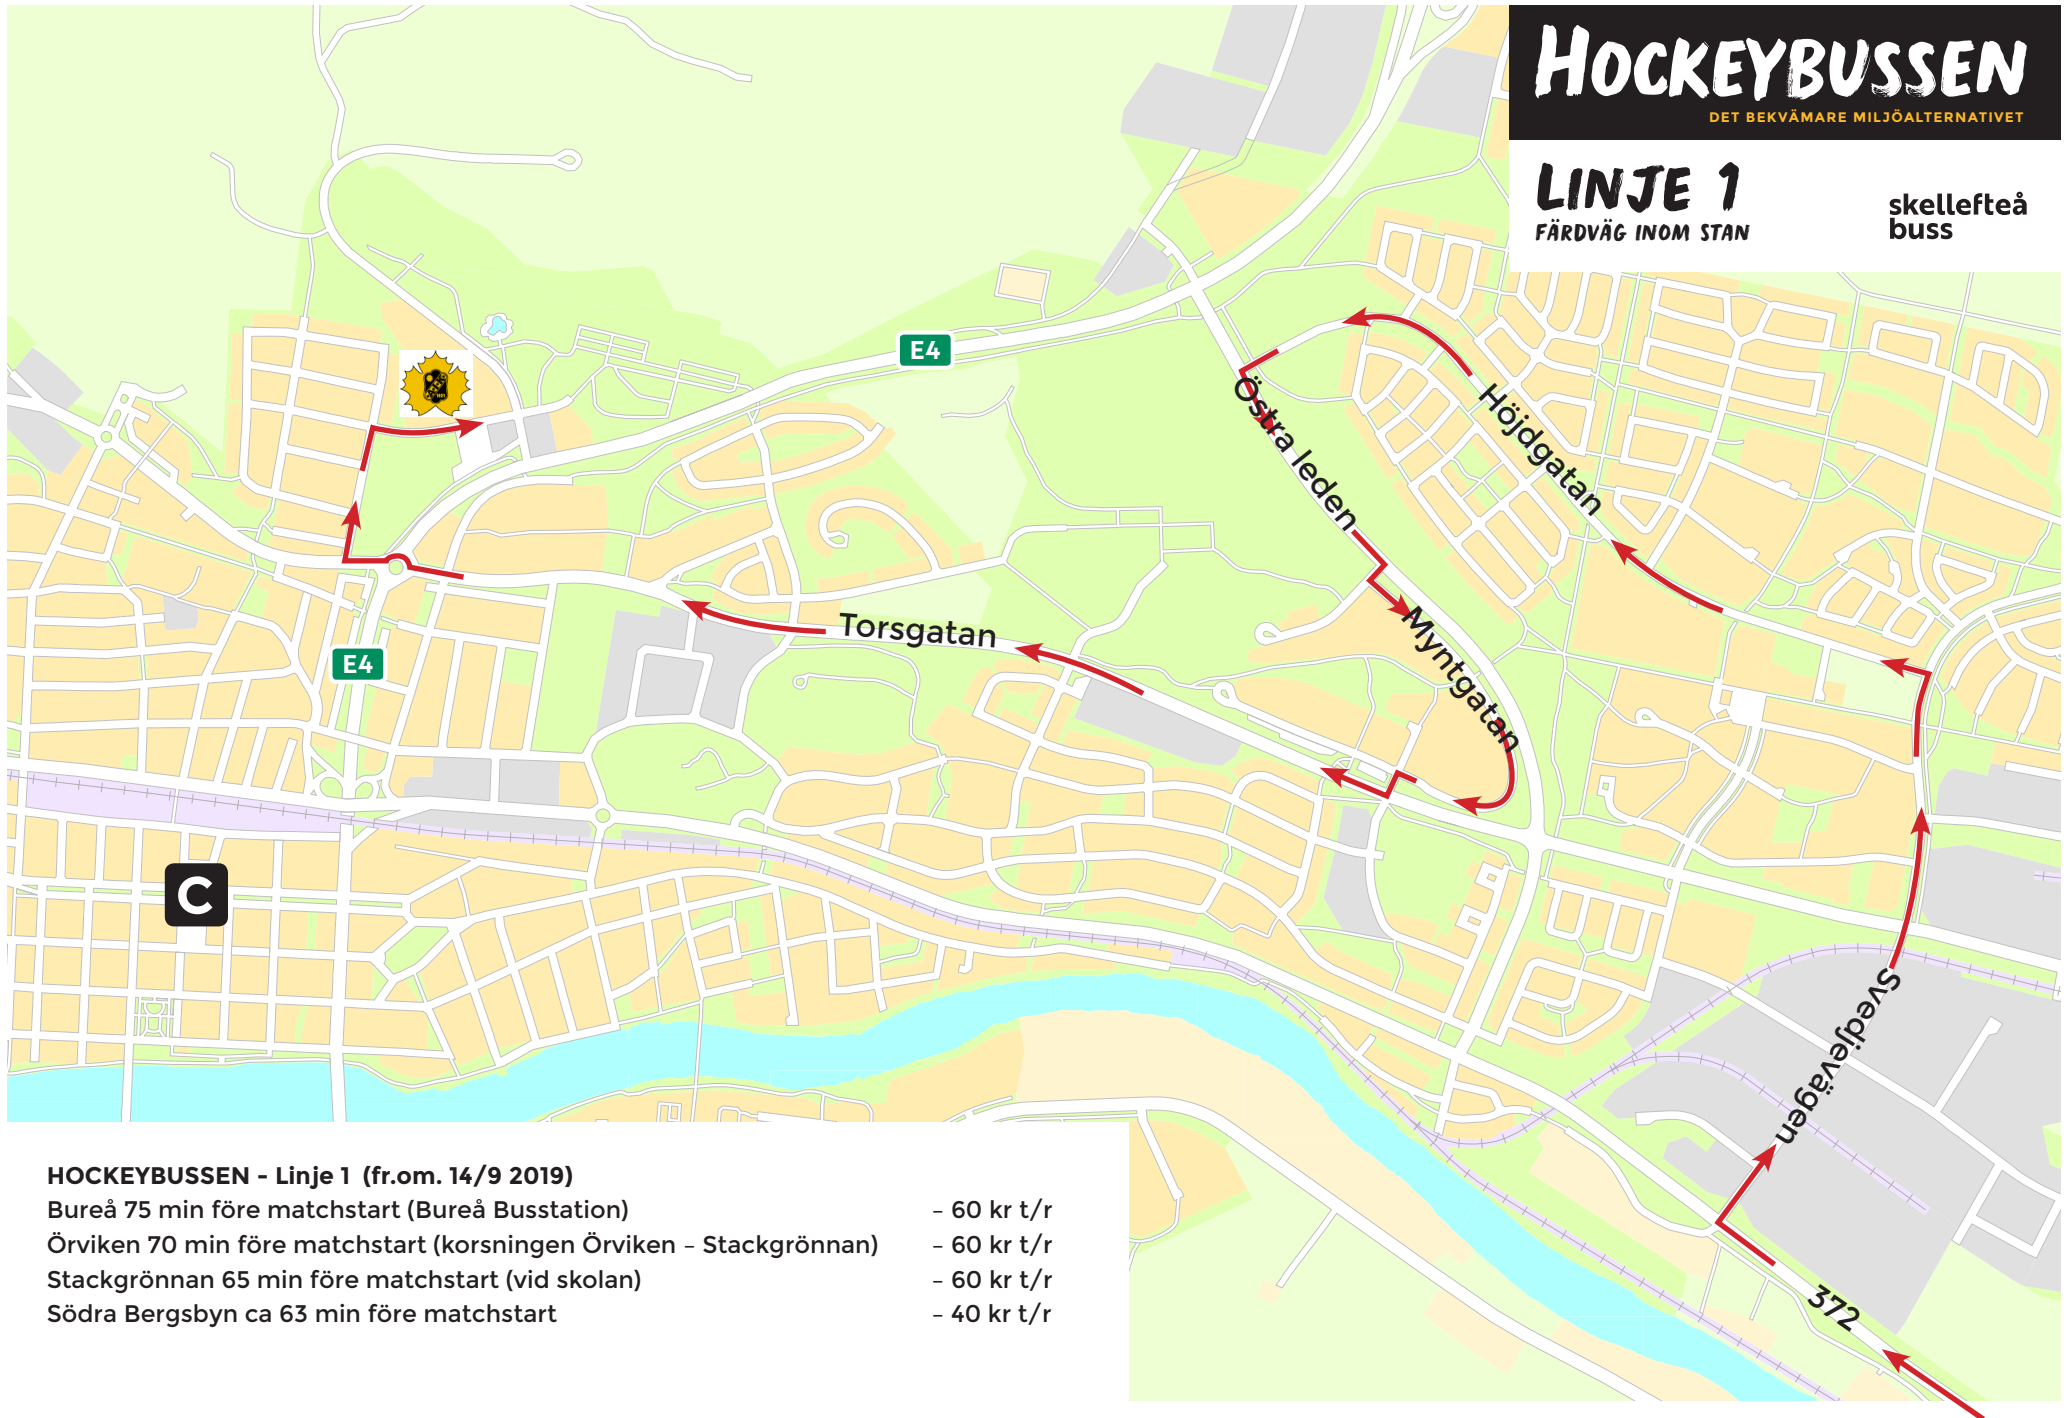 HOCKEYBUSSEN
DET BEKVÄMARE MILJÖALTERNATIVET
LINJE 1
FÄRDVÄG INOM STAN
skellefteå
buss
E4
Östra leden
Höjdgatan
Torsgatan
Myntgatan
E4
C
Svedjevägen
372
HOCKEYBUSSEN - Linje 1 (fr.om. 14/9 2019)
Bureå 75 min före matchstart (Bureå Busstation) – 60 kr t/r
Örviken 70 min före matchstart (korsningen Örviken – Stackgrönnan) – 60 kr t/r
Stackgrönnan 65 min före matchstart (vid skolan) – 60 kr t/r
Södra Bergsbyn ca 63 min före matchstart – 40 kr t/r